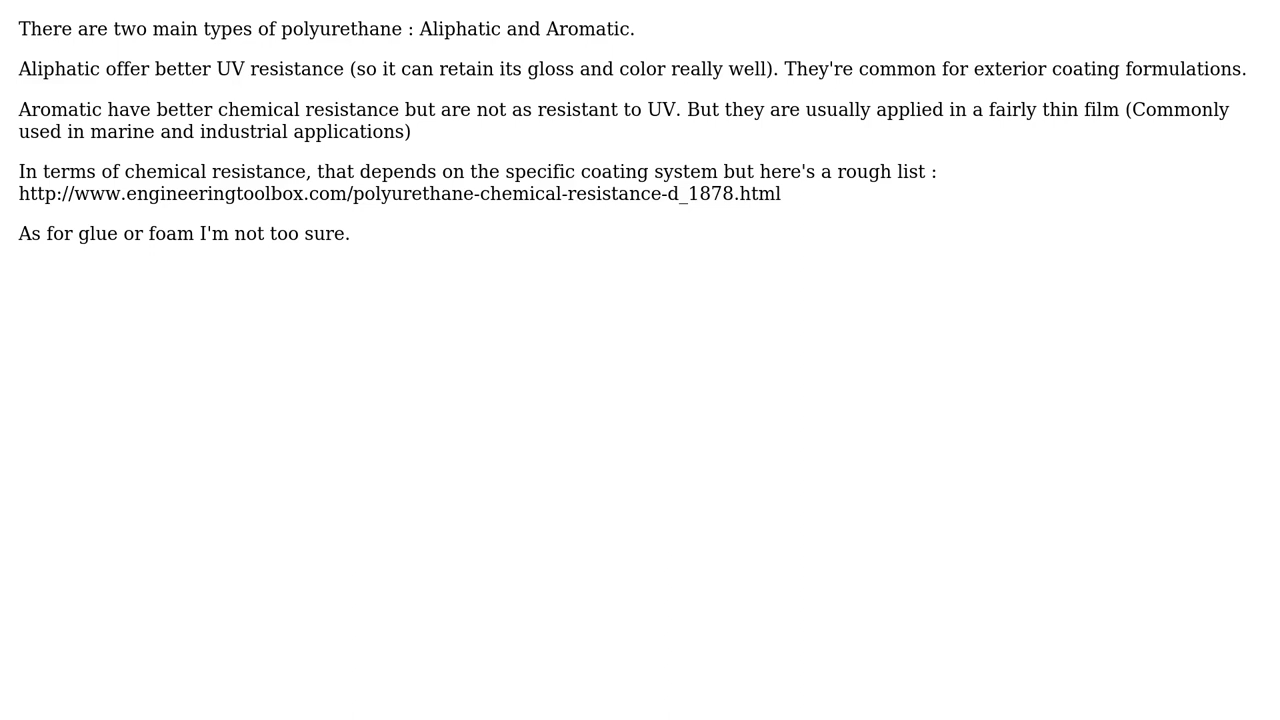 There are two main types of polyurethane : Aliphatic and Aromatic.
Aliphatic offer better UV resistance (so it can retain its gloss and color really well). They're common for exterior coating formulations.
Aromatic have better chemical resistance but are not as resistant to UV. But they are usually applied in a fairly thin film (Commonly
used in marine and industrial applications)
In terms of chemical resistance, that depends on the specific coating system but here's a rough list :
http://www.engineeringtoolbox.com/polyurethane-chemical-resistance-d_1878.html
As for glue or foam I'm not too sure.